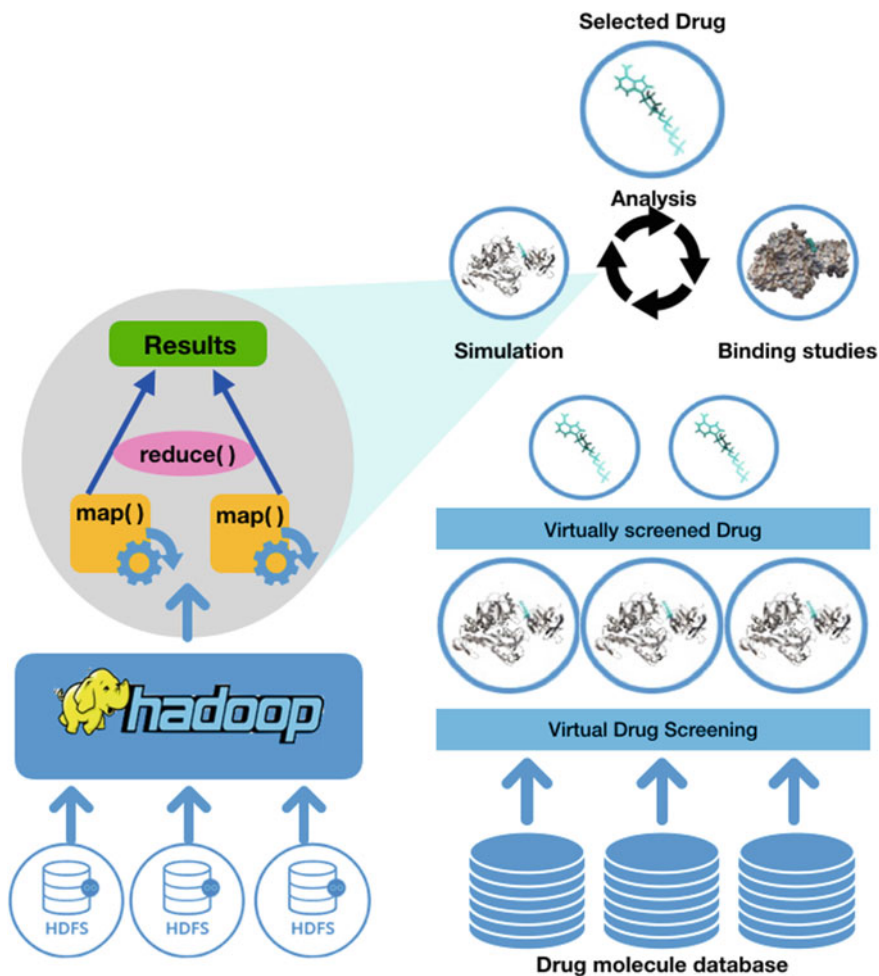 Selected Drug
Analysis
Simulation
Binding studies
Results
reduce( )
map( )
map( )
Virtually screened Drug
hadoop
Virtual Drug Screening
HDFS
HDFS
HDFS
Drug molecule database